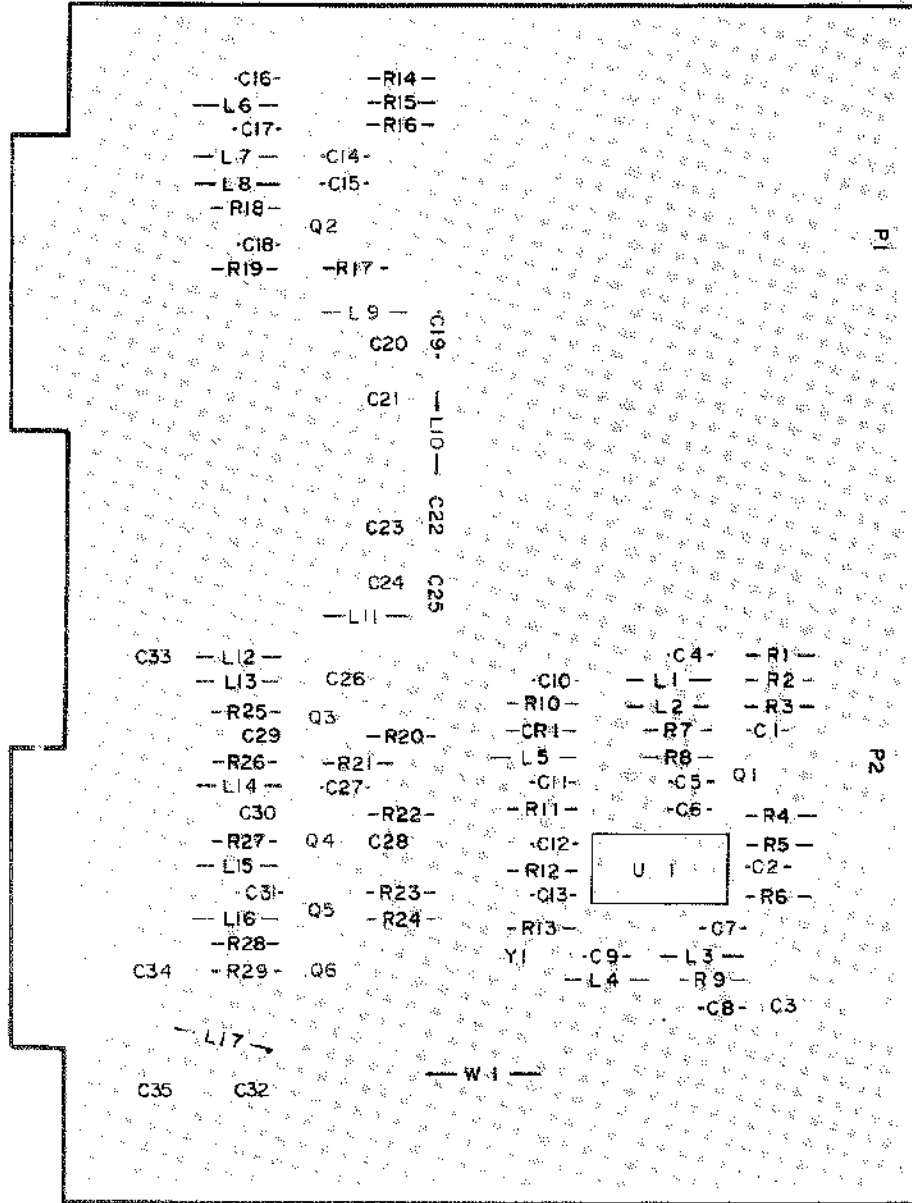 -C16- -R14-
-L6- -R15-
-C17- -R16-
-L7- -C14-
-L8- -C15-
-R18-
Q2
-C18-
P1
-R19- -R17-
-L9-
-C19-
C20
C21
-L10-
C22
C23
C24
C25
-L11-
C33 -L12- -C4- -R1-
-L13- C26 -C10- -L1- -R2-
-R25- Q3 -R10- -L2- -R3-
C29 -R20- -CR1- -R7- -C1-
-R26- -R21- -L5- -R8- P2
-L14- -C27- -C11- -C5- Q1
C30 -R22- -R11- -C6- -R4-
-R27- Q4 C28 -C12- U1 -R5-
-L15- -R12- -C2-
-C31- -R23- -C13- -R6-
-L16- Q5 -R24- -R13- -C7-
-R28- Y1 -C9- -L3-
C34 -R29- Q6 -L4- -R9-
-C8- C3
-L17-
-W1-
C35 C32